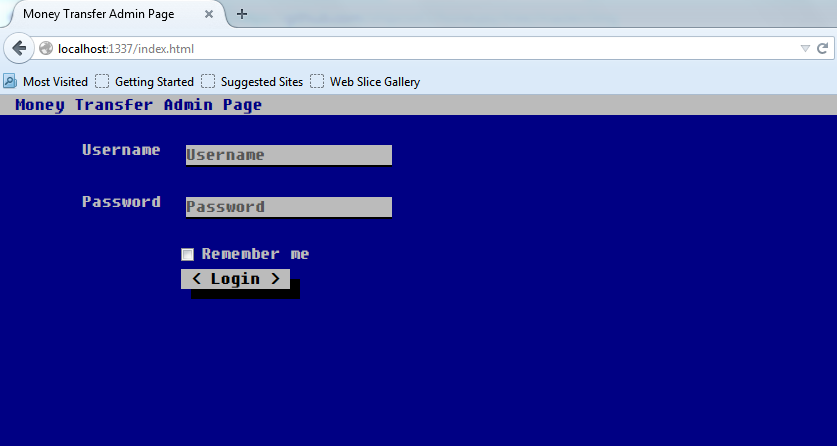 Money Transfer Admin Page
localhost:1337/index.html
Most Visited Getting Started Suggested Sites Web Slice Gallery
Money Transfer Admin Page
Username Username
Password Password
Remember me
< Login >